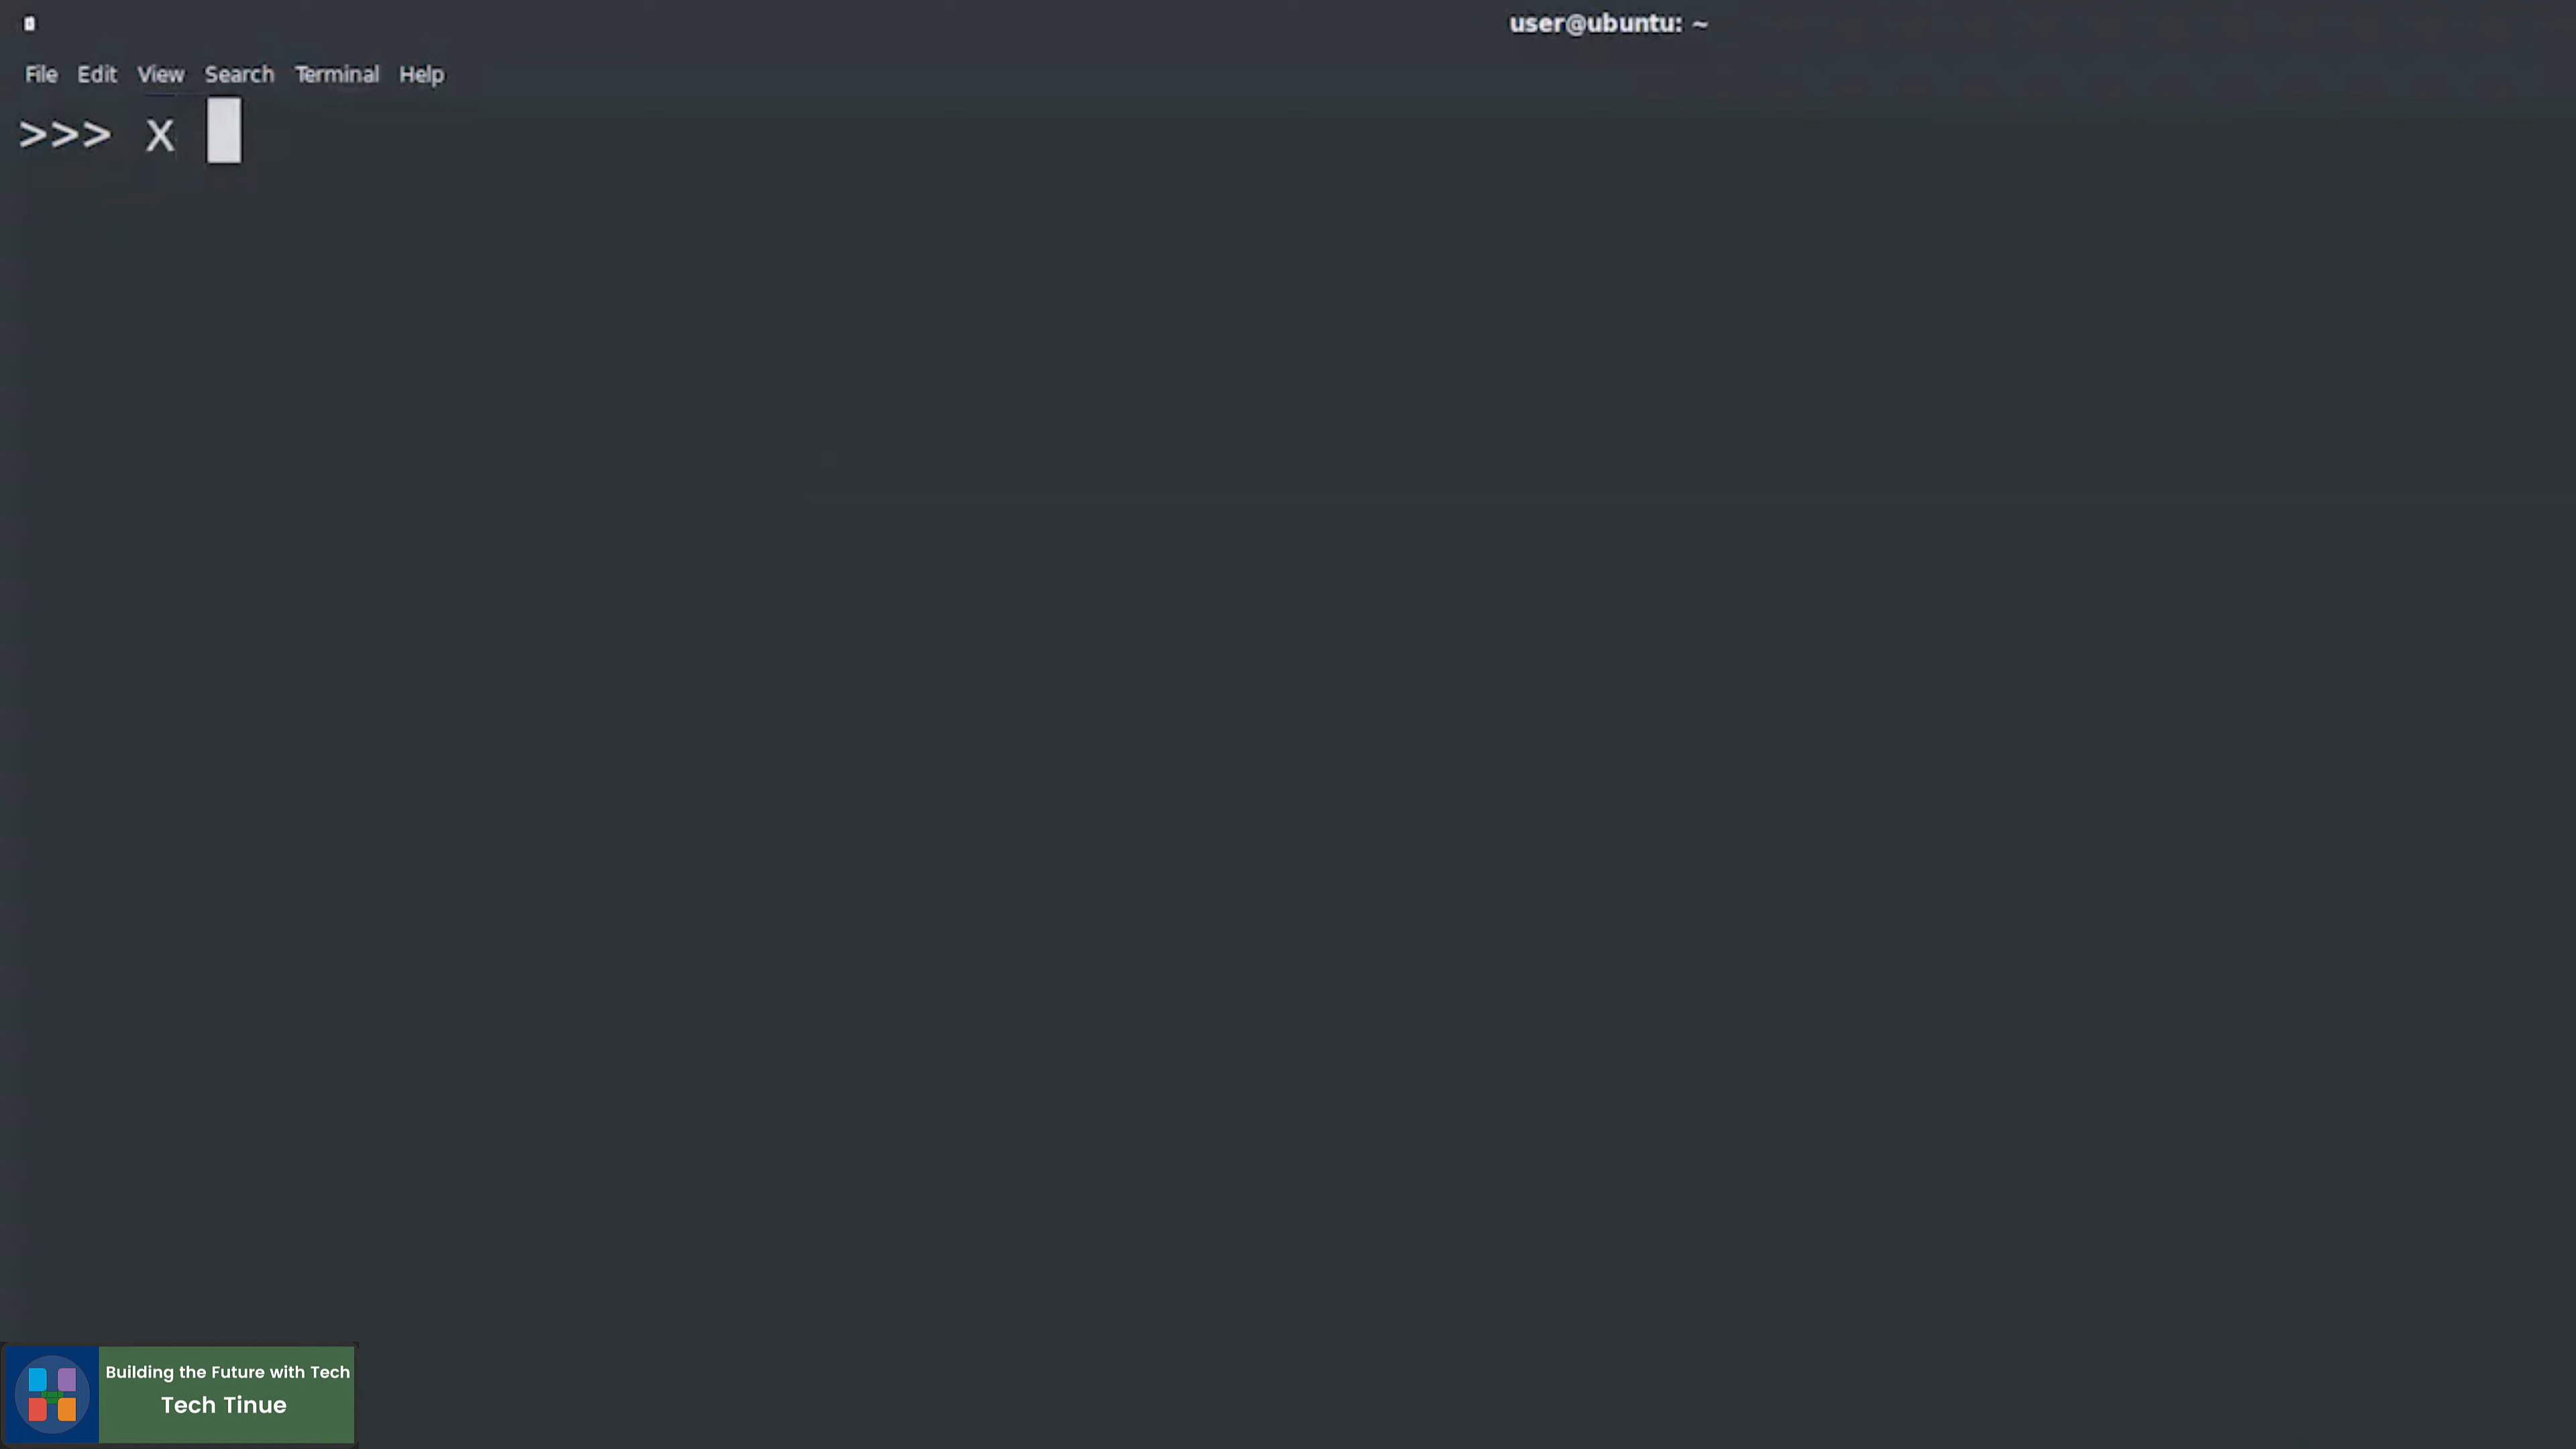 user@ubuntu: ~
File Edit View Search Terminal Help
>>> x
Building the Future with Tech
Tech Tinue